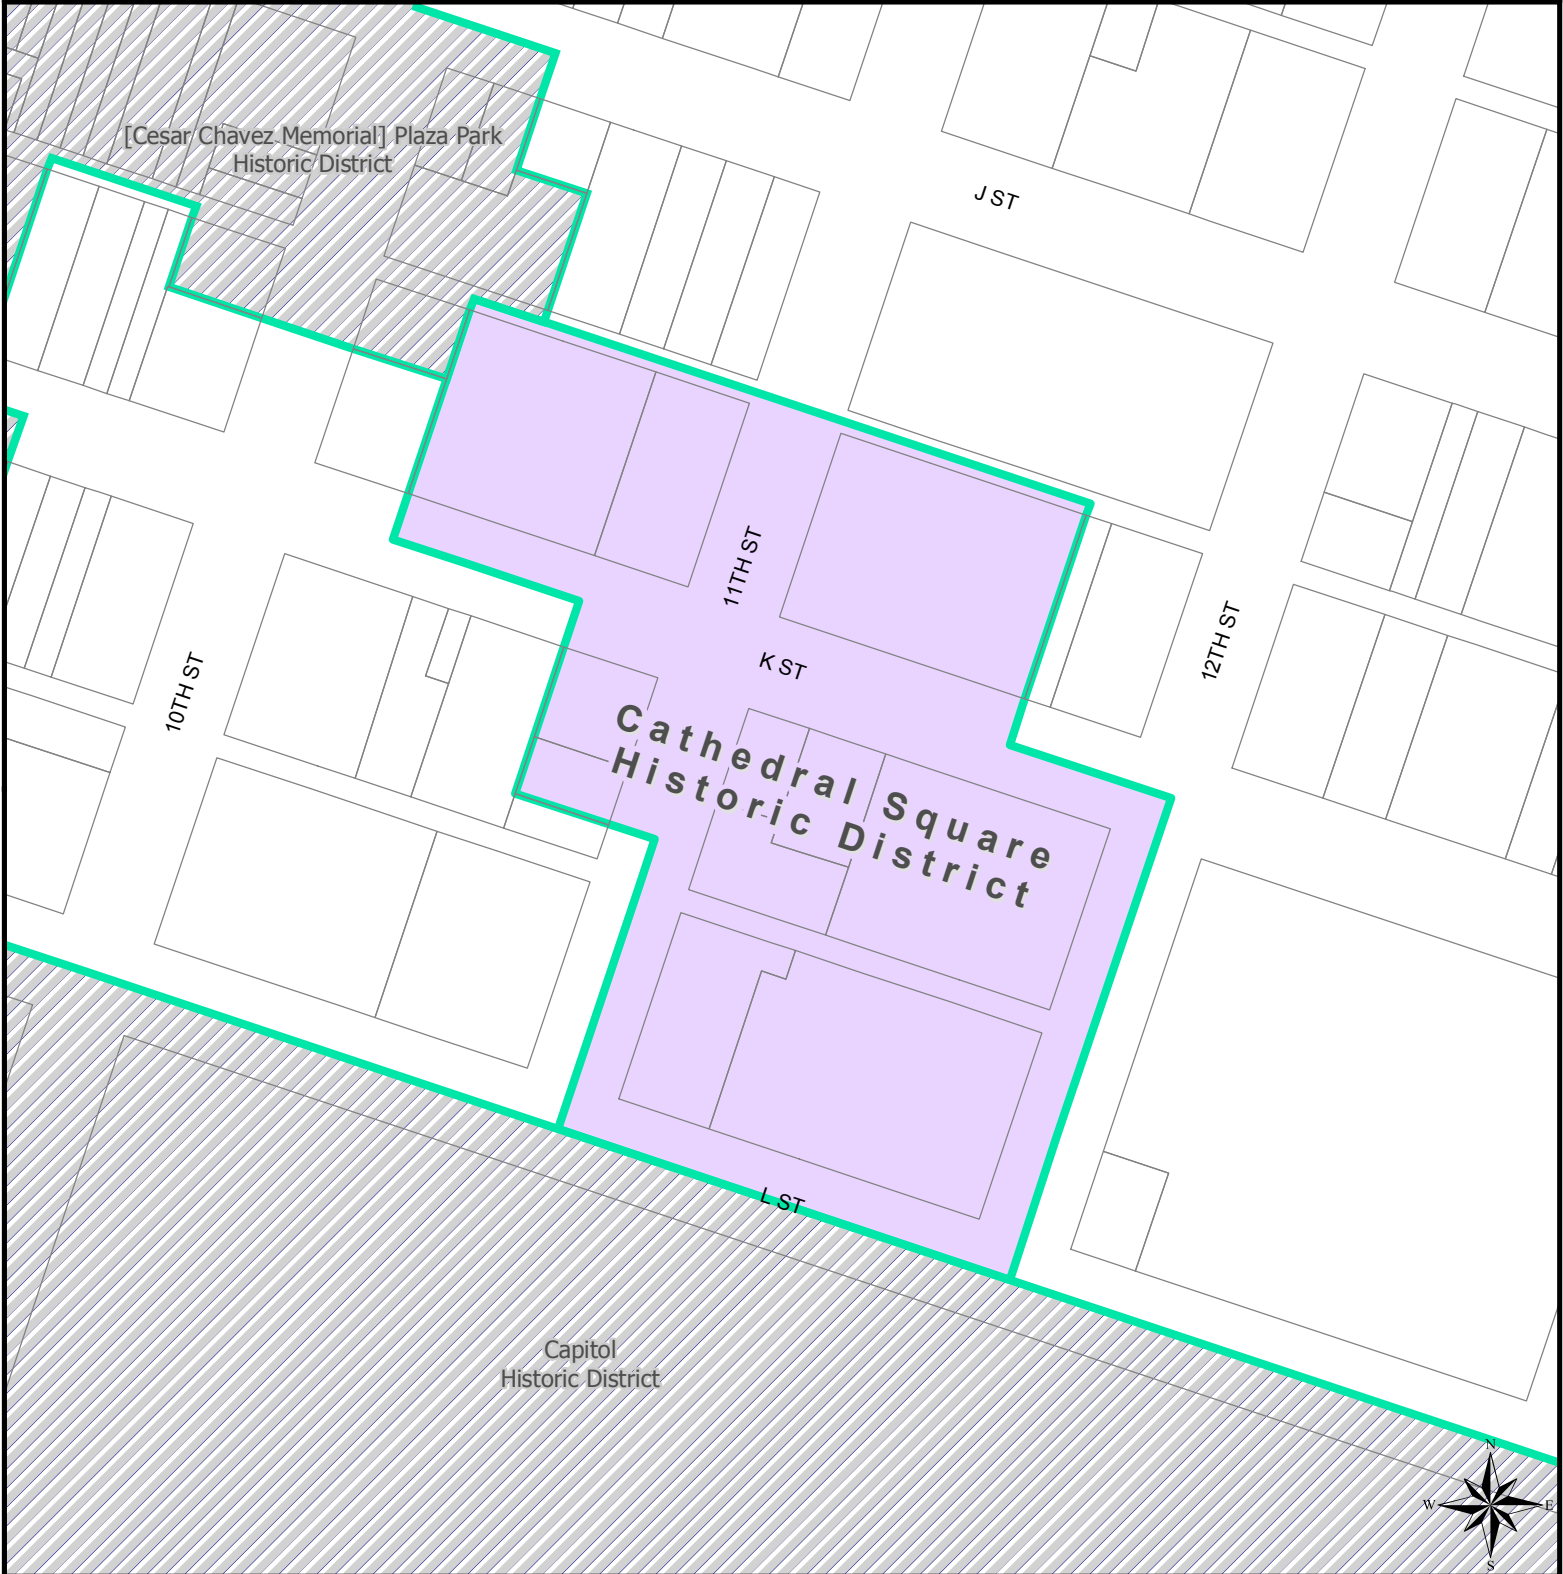 [Cesar Chavez Memorial] Plaza Park
Historic District
J ST
11TH ST
12TH ST
K ST
10TH ST
Cathedral Square
Historic District
L ST
Capitol
Historic District
N
W
E
S